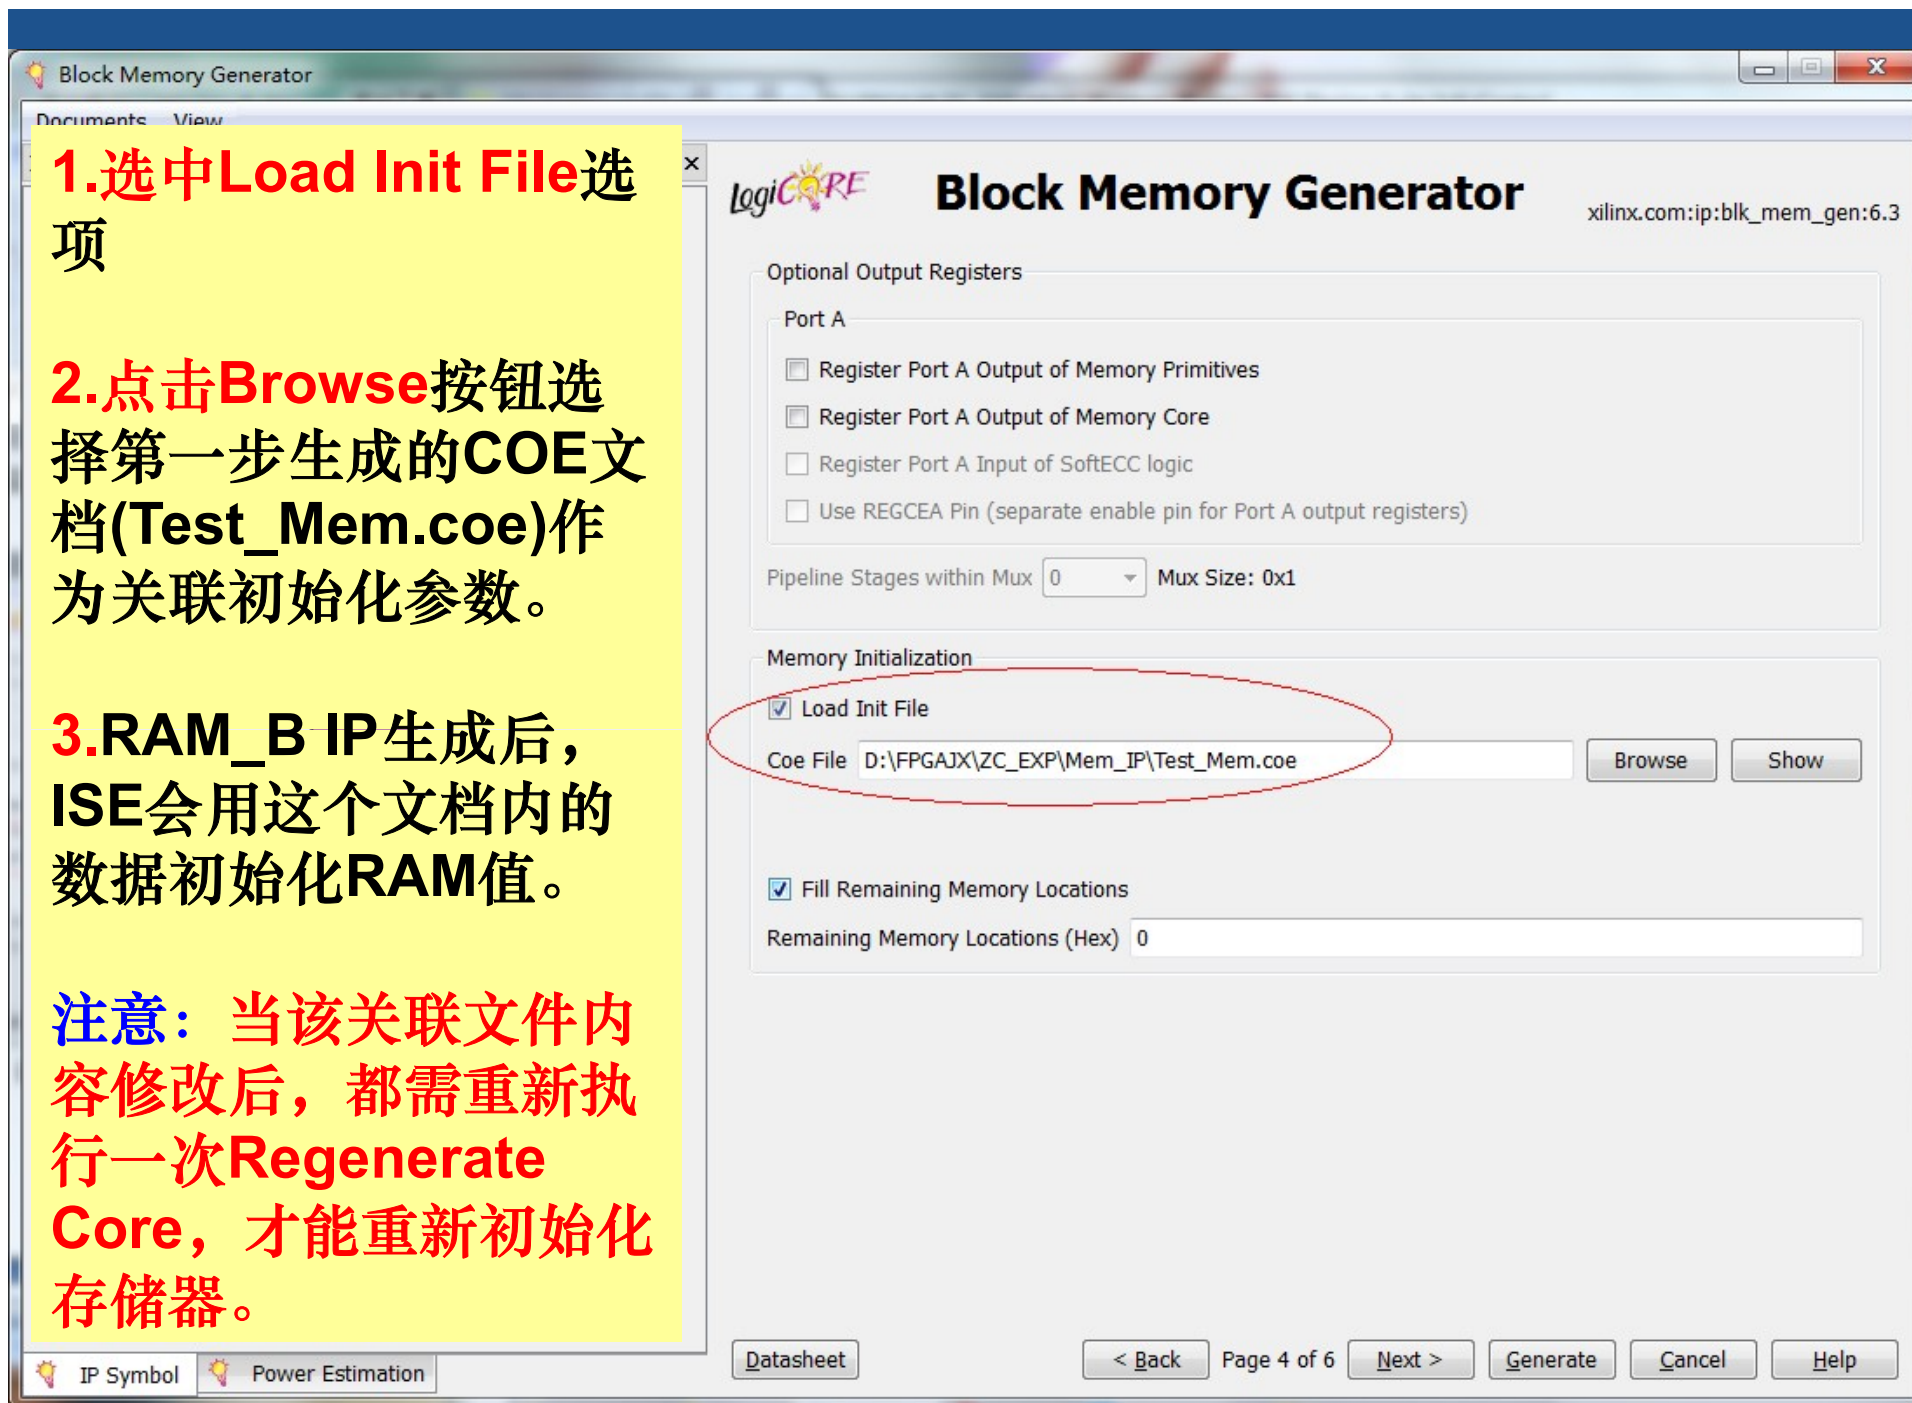 Block Memory Generator
Documents View
1.选中Load Init File选
项
2.点击Browse按钮选
择第一步生成的COE文
档(Test_Mem.coe)作
为关联初始化参数。
3.RAM_B IP生成后，
ISE会用这个文档内的
数据初始化RAM值。
注意：当该关联文件内
容修改后，都需重新执
行一次Regenerate
Core，才能重新初始化
存储器。
IP Symbol
Power Estimation
LogiCORE
Block Memory Generator
xilinx.com:ip:blk_mem_gen:6.3
Optional Output Registers
Port A
Register Port A Output of Memory Primitives
Register Port A Output of Memory Core
Register Port A Input of SoftECC logic
Use REGCEA Pin (separate enable pin for Port A output registers)
Pipeline Stages within Mux 0 Mux Size: 0x1
Memory Initialization
Load Init File
Coe File D:\FPGAJX\ZC_EXP\Mem_IP\Test_Mem.coe Browse Show
Fill Remaining Memory Locations
Remaining Memory Locations (Hex) 0
Datasheet < Back Page 4 of 6 Next > Generate Cancel Help